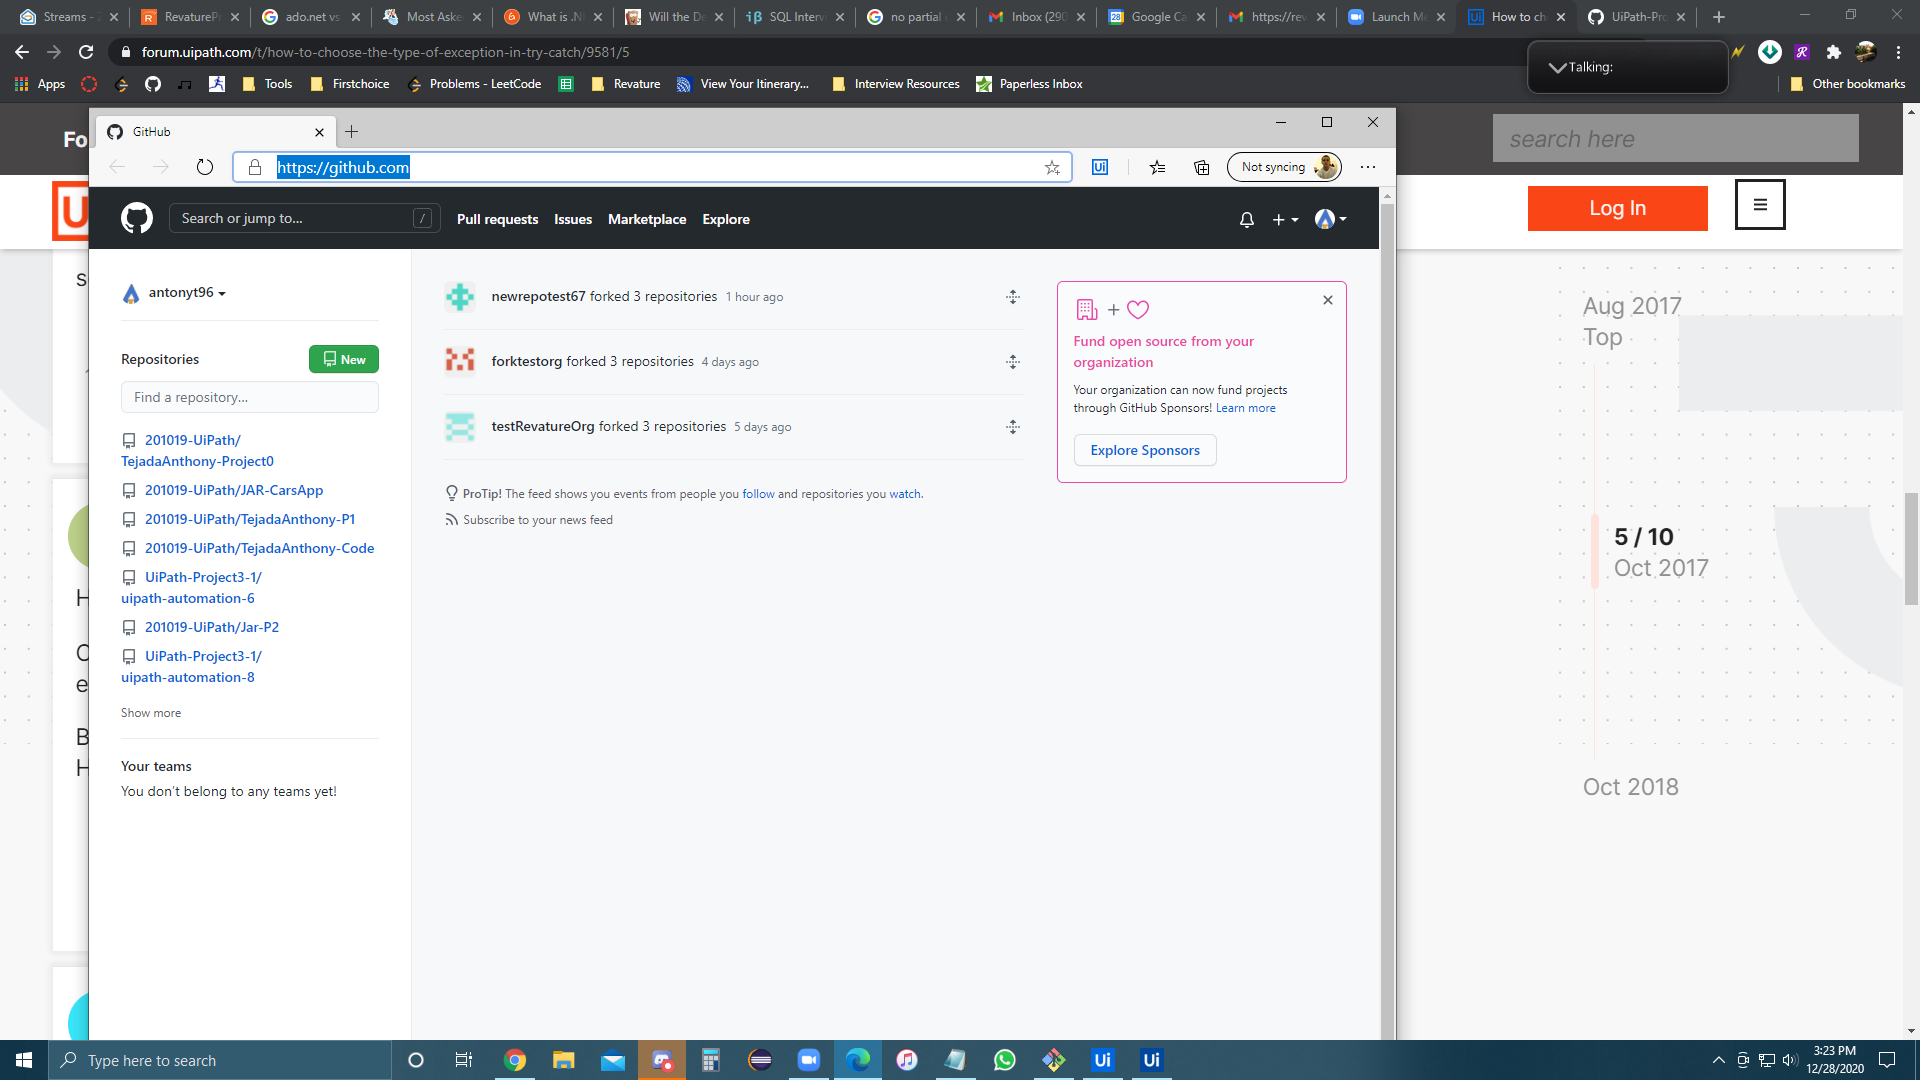 Streams -
RevatureP
ado.net vs
Most Aske
What is .N
Will the De
SQL Interv
no partial
Inbox (290
Google Ca
https://rev
Launch M
How to ch
UiPath-Pro
forum.uipath.com/t/how-to-choose-the-type-of-exception-in-try-catch/9581/5
Talking:
Apps
Tools
Firstchoice
Problems - LeetCode
Revature
View Your Itinerary...
Interview Resources
Paperless Inbox
Other bookmarks
Fo
search here
GitHub
https://github.com
Ui
Not syncing
U
Log In
Search or jump to...
/
Pull requests
Issues
Marketplace
Explore
antonyt96
newrepotest67 forked 3 repositories 1 hour ago
forktestorg forked 3 repositories 4 days ago
testRevatureOrg forked 3 repositories 5 days ago
ProTip! The feed shows you events from people you follow and repositories you watch.
Subscribe to your news feed
Repositories
New
Find a repository...
201019-UiPath/
TejadaAnthony-Project0
201019-UiPath/JAR-CarsApp
201019-UiPath/TejadaAnthony-P1
201019-UiPath/TejadaAnthony-Code
UiPath-Project3-1/
uipath-automation-6
201019-UiPath/Jar-P2
UiPath-Project3-1/
uipath-automation-8
Show more
Your teams
You don't belong to any teams yet!
Fund open source from your
organization
Your organization can now fund projects
through GitHub Sponsors! Learn more
Explore Sponsors
Aug 2017
Top
5 / 10
Oct 2017
Oct 2018
s
H
C
e
B
H
Type here to search
Ui
Ui
3:23 PM
12/28/2020